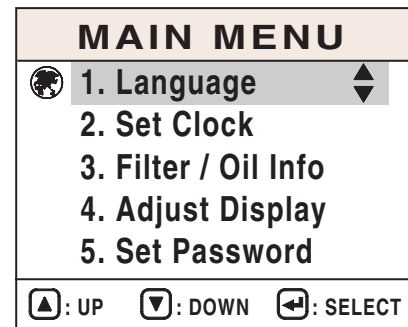 MAIN MENU
1. Language
2. Set Clock
3. Filter / Oil Info
4. Adjust Display
5. Set Password
: UP : DOWN : SELECT